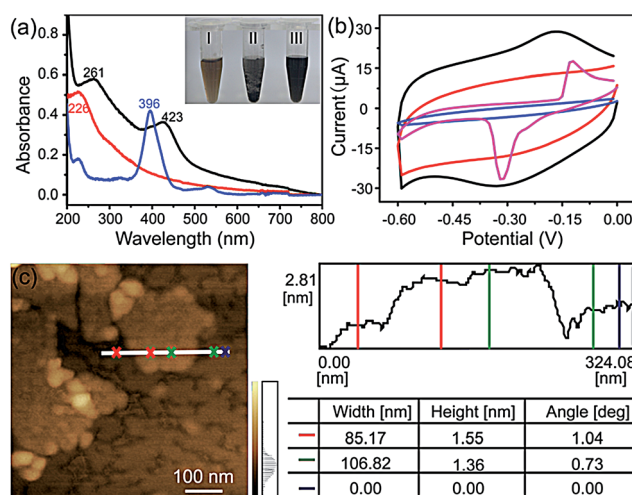 (a)
I II III
0.8
0.6
0.4
0.2
0.0
261
226
396
423
Absorbance
200 300 400 500 600 700 800
Wavelength (nm)
(b)
30
15
0
-15
-30
Current (μA)
-0.60 -0.45 -0.30 -0.15 0.00
Potential (V)
(c)
100 nm
2.81
[nm]
0.00
[nm]
324.08
[nm]
Width [nm] Height [nm] Angle [deg]
85.17 1.55 1.04
106.82 1.36 0.73
0.00 0.00 0.00